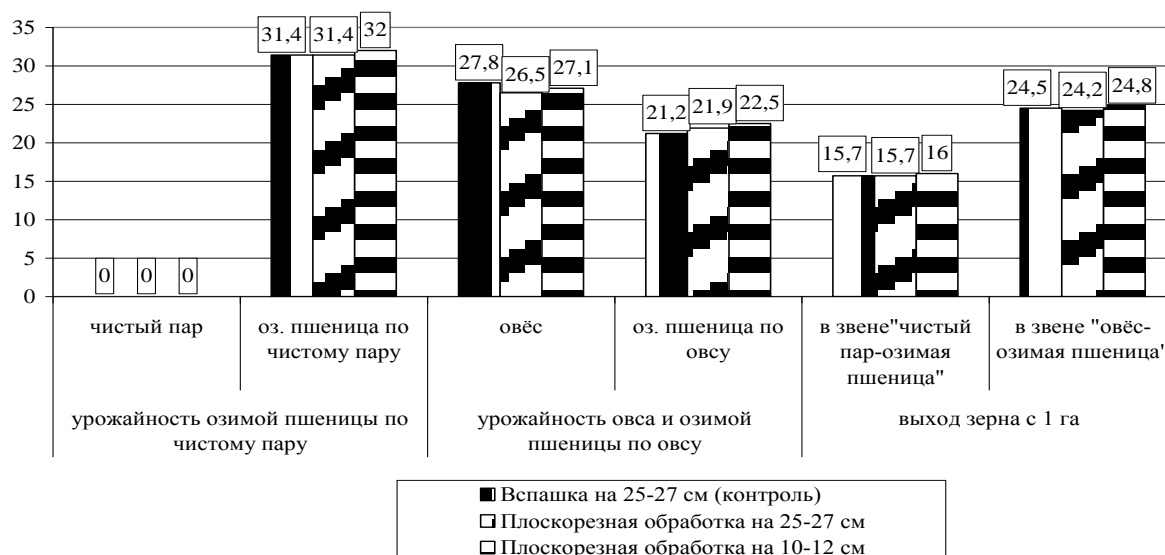 35
30
25
20
15
10
5
0
0 0 0
31,4 31,4 32
27,8 26,5 27,1
21,2 21,9 22,5
15,7 15,7 16
24,5 24,2 24,8
чистый пар
оз. пшеница по
чистому пару
овёс
оз. пшеница по
овсу
в звене"чистый
пар-озимая
пшеница"
в звене "овёс-
озимая пшеница"
урожайность озимой пшеницы по
чистому пару
урожайность овса и озимой
пшеницы по овсу
выход зерна с 1 га
Вспашка на 25-27 см (контроль)
Плоскорезная обработка на 25-27 см
Плоскорезная обработка на 10-12 см